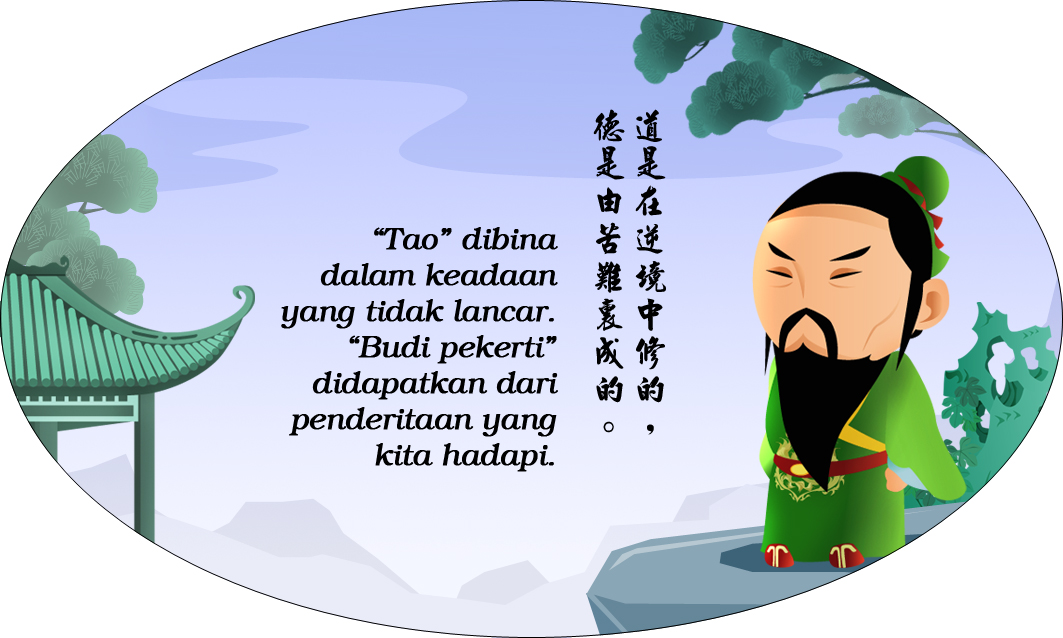 道是在逆境中修的，
德是由苦難裏成的。
“Tao” dibina
dalam keadaan
yang tidak lancar.
“Budi pekerti”
didapatkan dari
penderitaan yang
kita hadapi.